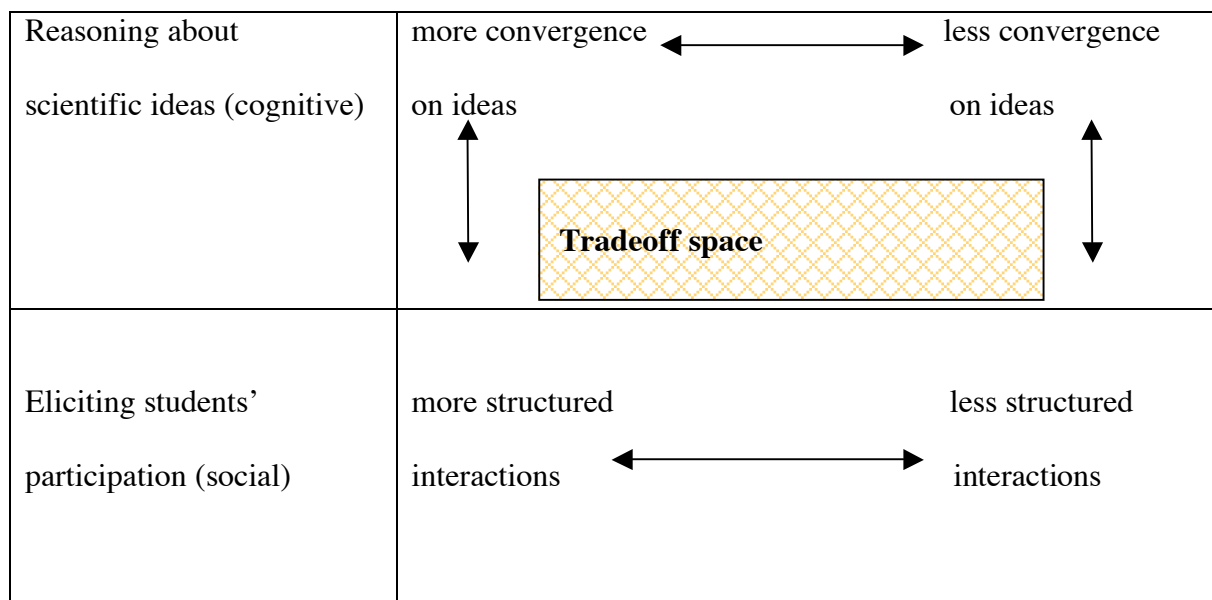 Reasoning about
scientific ideas (cognitive)
more convergence
on ideas
less convergence
on ideas
Tradeoff space
Eliciting students’
participation (social)
more structured
interactions
less structured
interactions